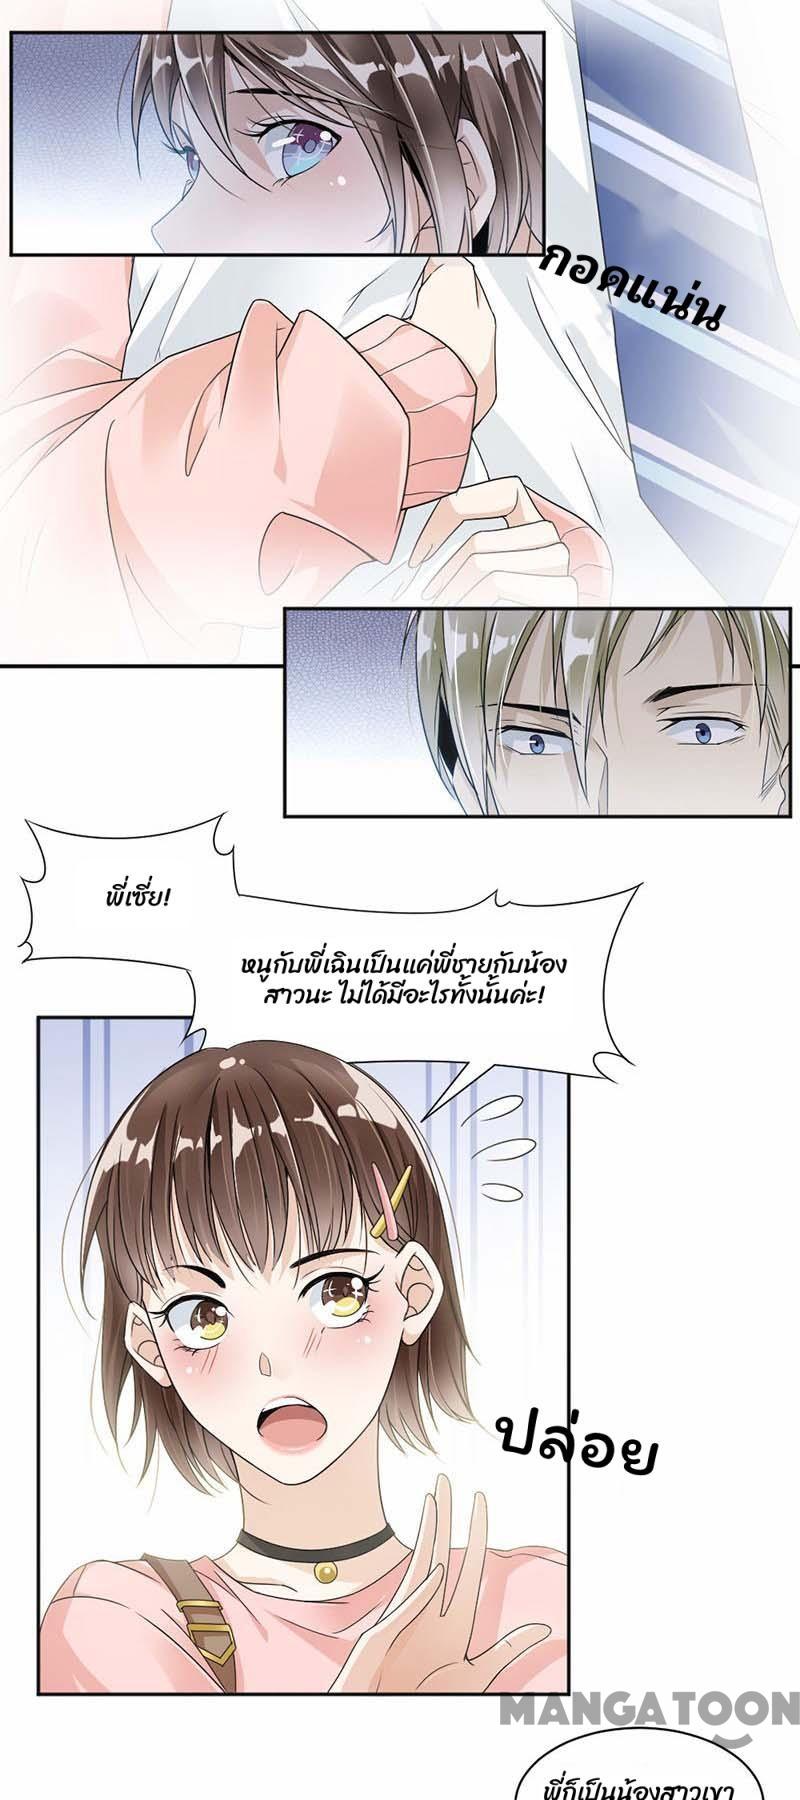 กอดแน่น
พี่เซี่ย!
หนูกับพี่เฉินเป็นแค่พี่ชายกับน้อง
สาวนะ ไม่ได้มีอะไรทั้งนั้นค่ะ!
ปล่อย
MANGATOON
พี่ก็เป็นน้องสาวเขา